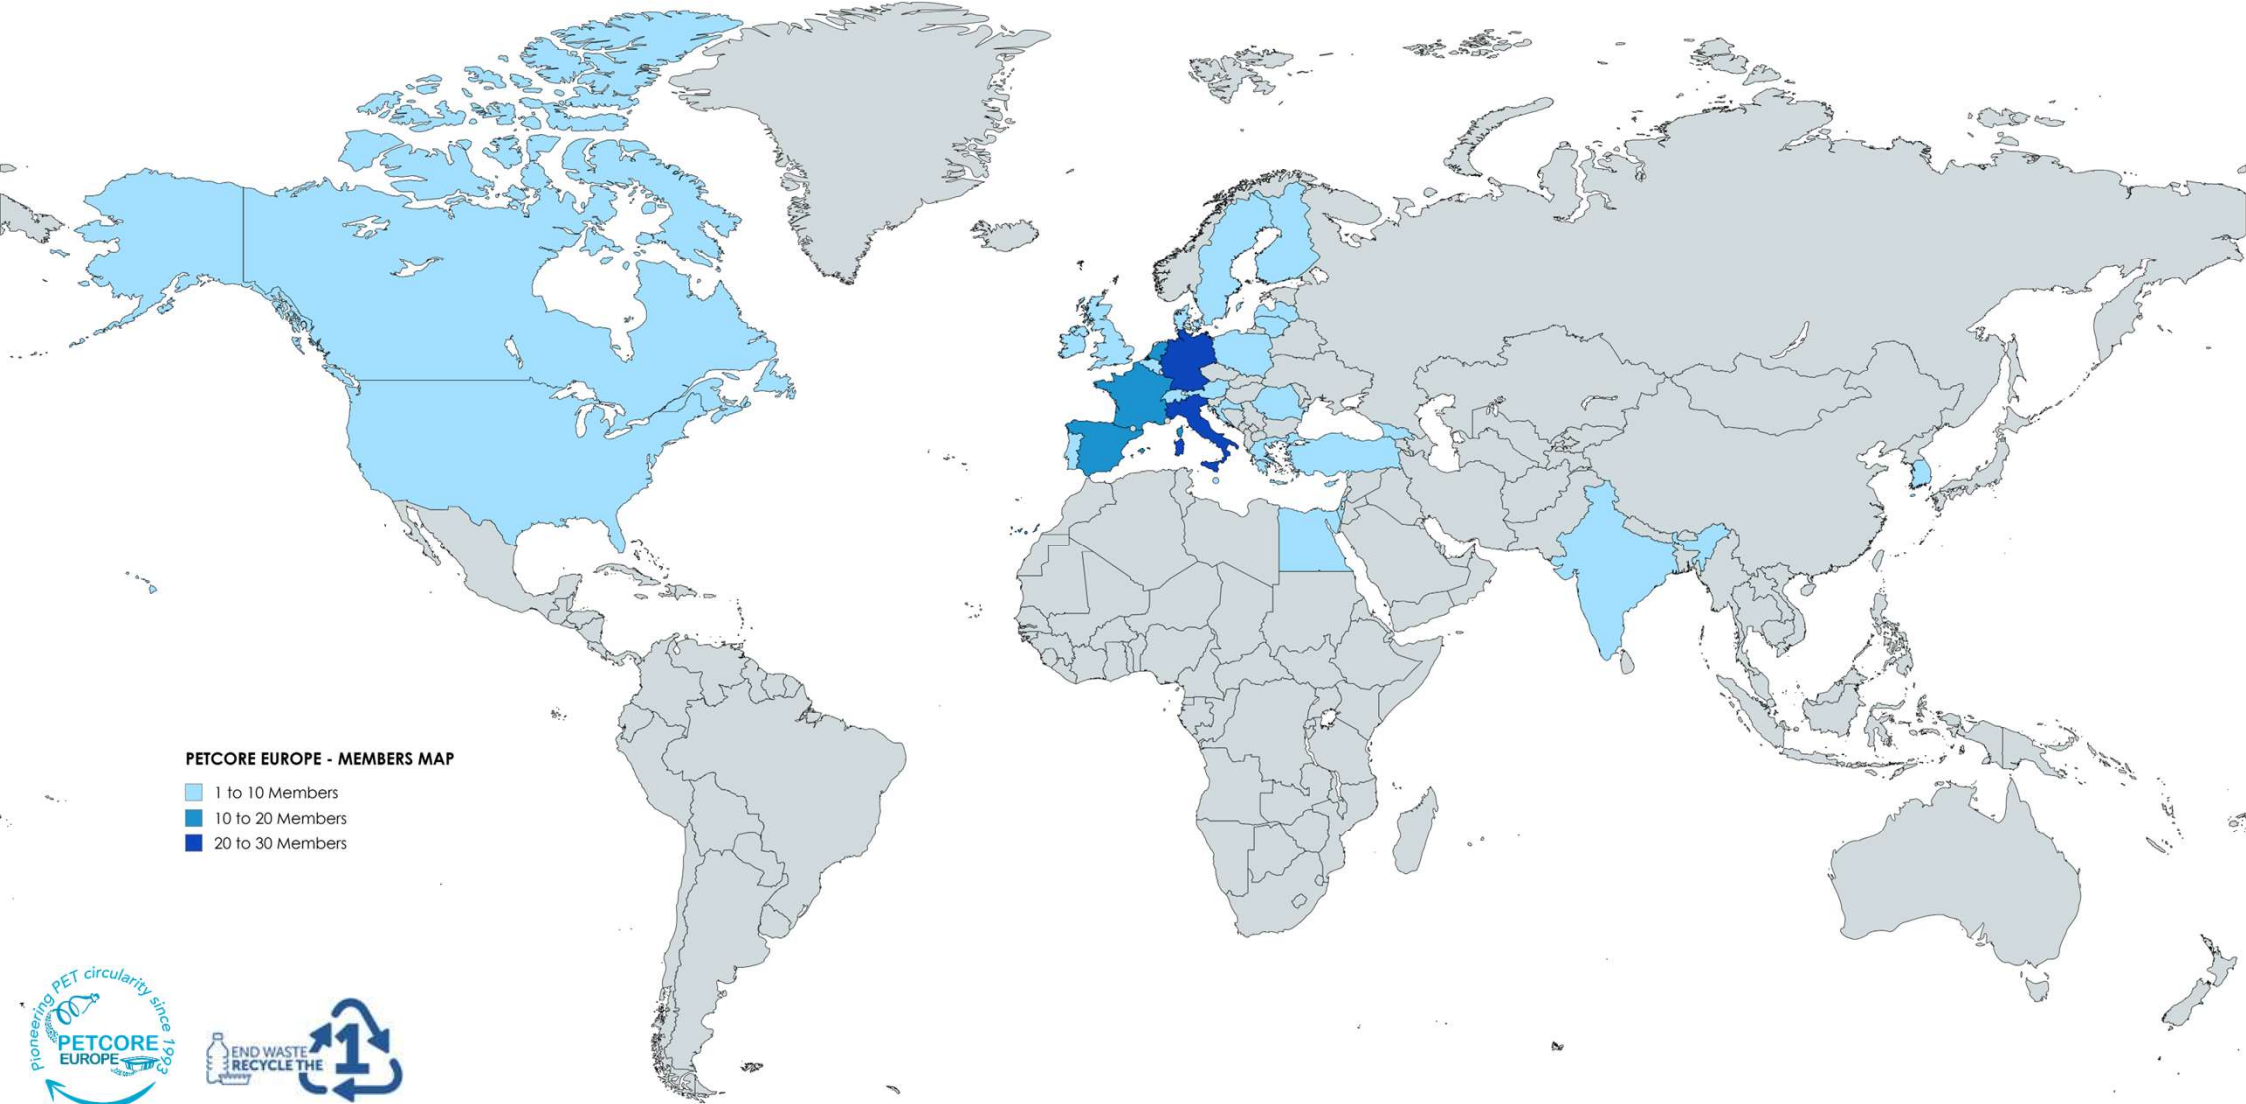 PETCORE EUROPE - MEMBERS MAP
1 to 10 Members
10 to 20 Members
20 to 30 Members
Pioneering PET circularity since 1993
PETCORE
EUROPE
END WASTE
RECYCLE THE
1